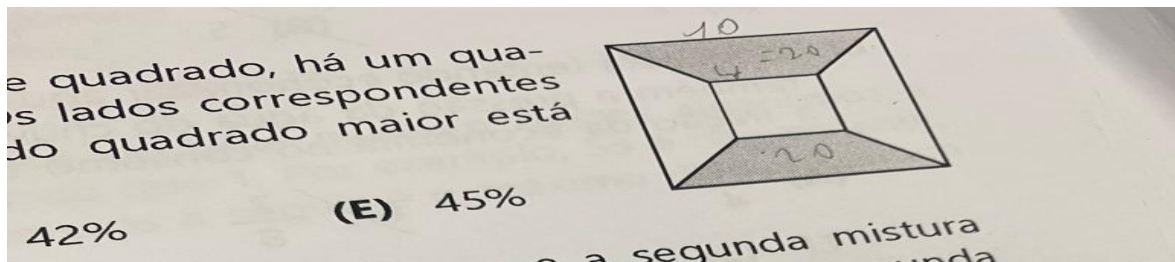 10
e quadrado, há um qua-
=20
4
s lados correspondentes
do quadrado maior está
20
42%
(E) 45%
a segunda mistura